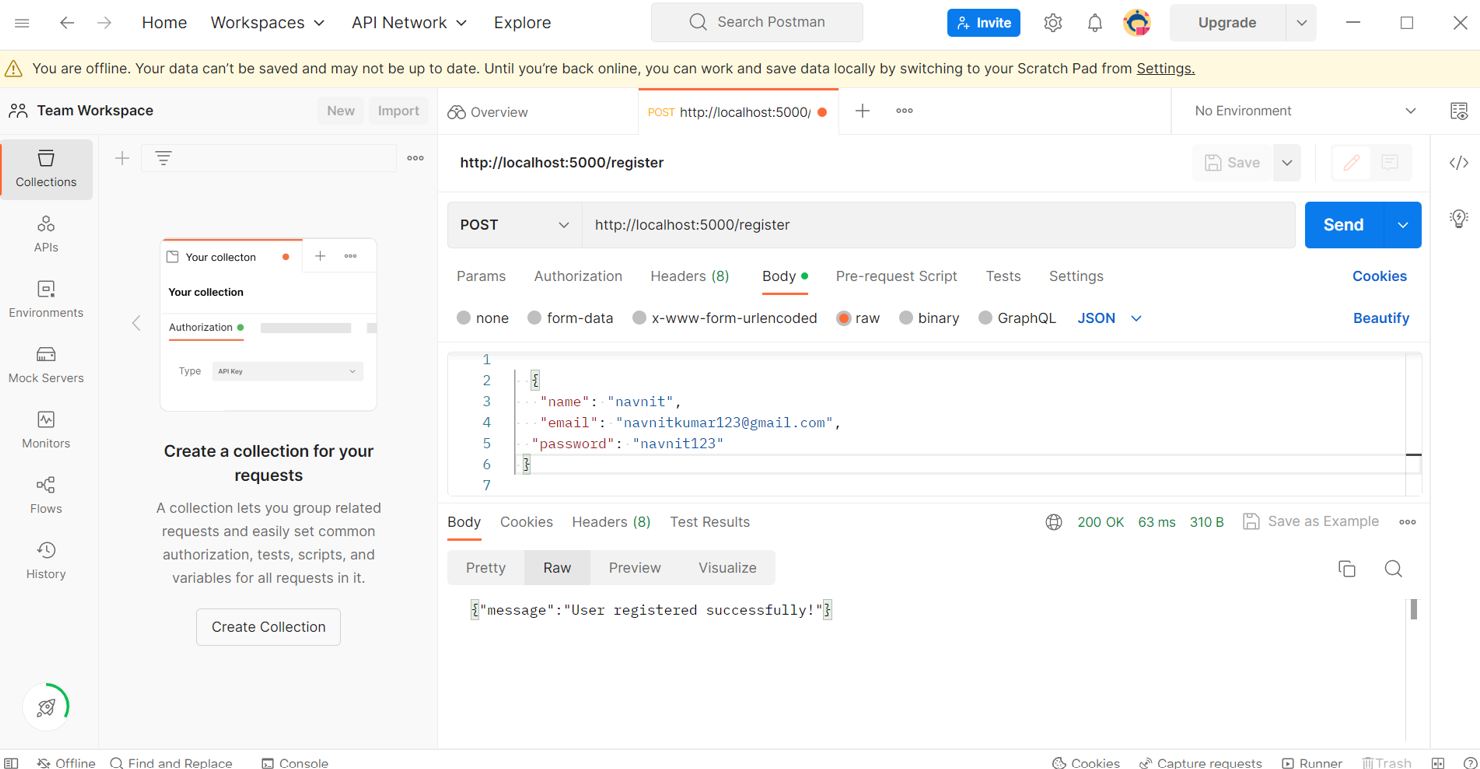 Home Workspaces API Network Explore Search Postman Invite Upgrade
You are offline. Your data can't be saved and may not be up to date. Until you're back online, you can work and save data locally by switching to your Scratch Pad from Settings.
Team Workspace New Import Overview POST http://localhost:5000/ No Environment
Collections
APIs
Environments
Mock Servers
Monitors
Flows
History
Your collecton
Your collection
Authorization
Type API Key
Create a collection for your
requests
A collection lets you group related
requests and easily set common
authorization, tests, scripts, and
variables for all requests in it.
Create Collection
http://localhost:5000/register Save
POST http://localhost:5000/register Send
Params Authorization Headers (8) Body Pre-request Script Tests Settings Cookies
none form-data x-www-form-urlencoded raw binary GraphQL JSON Beautify
1
2 {
3 "name": "navnit",
4 "email": "navnitkumar123@gmail.com",
5 "password": "navnit123"
6 }
7
Body Cookies Headers (8) Test Results 200 OK 63 ms 310 B Save as Example
Pretty Raw Preview Visualize
{"message":"User registered successfully!"}
Offline Find and Replace Console Cookies Capture requests Runner Trash